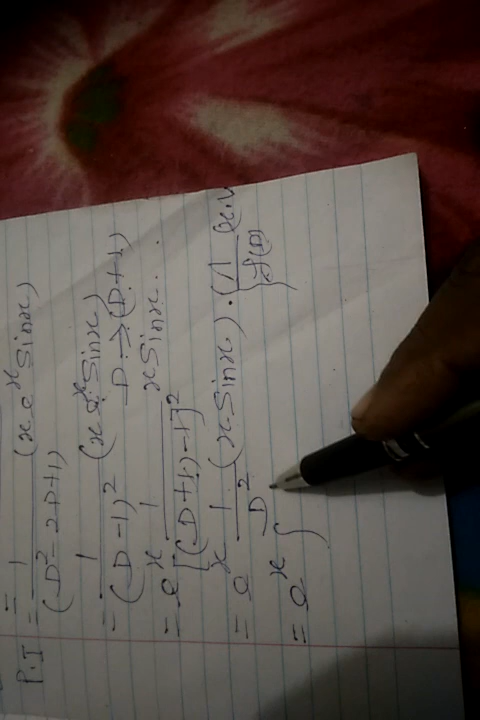 P.I = 1/(D²-2D+1) (x e^x Sinx)
= 1/(D-1)² (x e^x Sinx) D→(D+1)
= e^x 1/[(D+1)-1]² x Sinx...
= e^x 1/D² (x Sinx). {1/f(D) (x.V
= e^x {